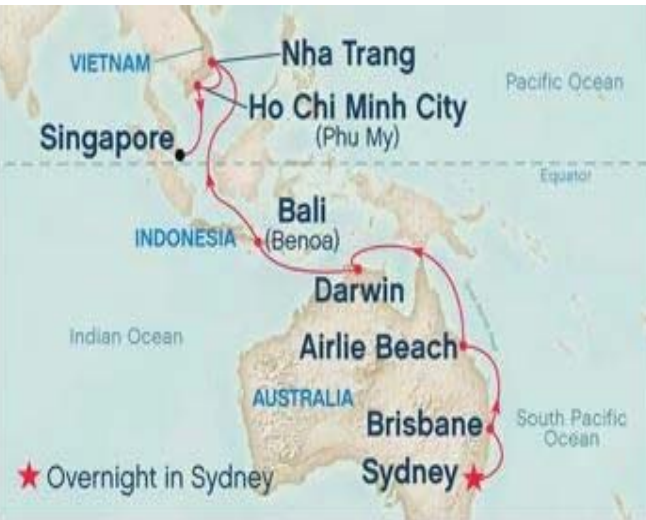 VIETNAM
Nha Trang
Pacific Ocean
Ho Chi Minh City
(Phu My)
Singapore
Equator
Bali
(Benoa)
INDONESIA
Darwin
Indian Ocean
Airlie Beach
AUSTRALIA
Brisbane
South Pacific
Ocean
Sydney
Overnight in Sydney